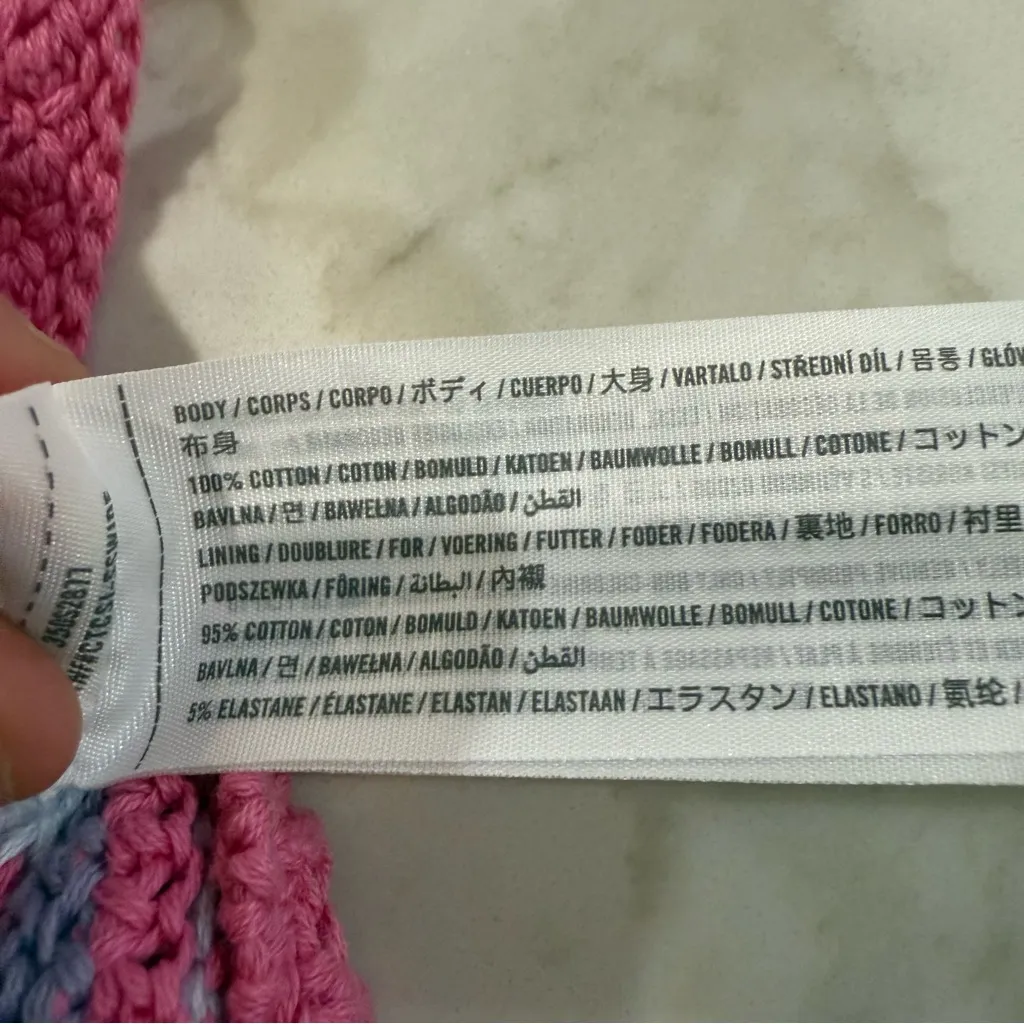 BODY / CORPS / CORPO / ボディ / CUERPO / 大身 / VARTALO / STŘEDNÍ DÍL / 몸통 /
布身
100% COTTON / COTON / BOMULD / KATOEN / BAUMWOLLE / BOMULL / COTONE / コットン
BAVLNA / 면 / BAWEŁNA / ALGODÃO / القطن
LINING / DOUBLURE / FOR / VOERING / FUTTER / FODER / FODERA / 裏地 / FORRO / 衬里
PODSZEWKA / FÔRING / البطانة / 內襯
95% COTTON / COTON / BOMULD / KATOEN / BAUMWOLLE / BOMULL / COTONE / コットン
BAVLNA / 면 / BAWEŁNA / ALGODÃO / القطن
5% ELASTANE / ÉLASTANE / ELASTAN / ELASTAAN / エラスタン / ELASTANO / 氨纶 /